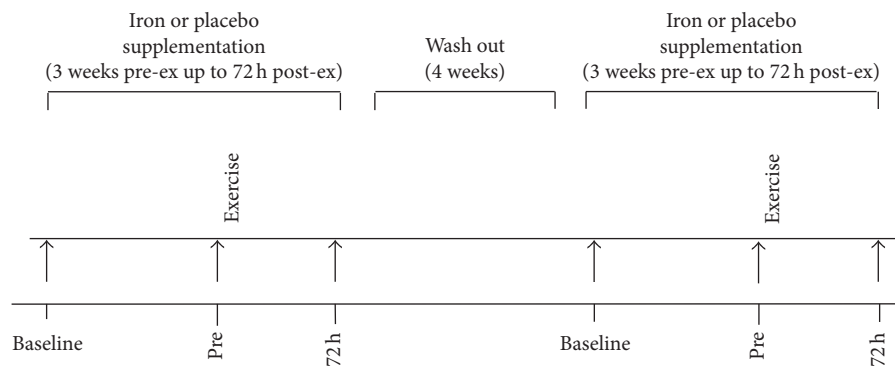 Iron or placebo
supplementation
(3 weeks pre-ex up to 72 h post-ex)
Wash out
(4 weeks)
Iron or placebo
supplementation
(3 weeks pre-ex up to 72 h post-ex)
Exercise
Exercise
Baseline
Pre
72 h
Baseline
Pre
72 h